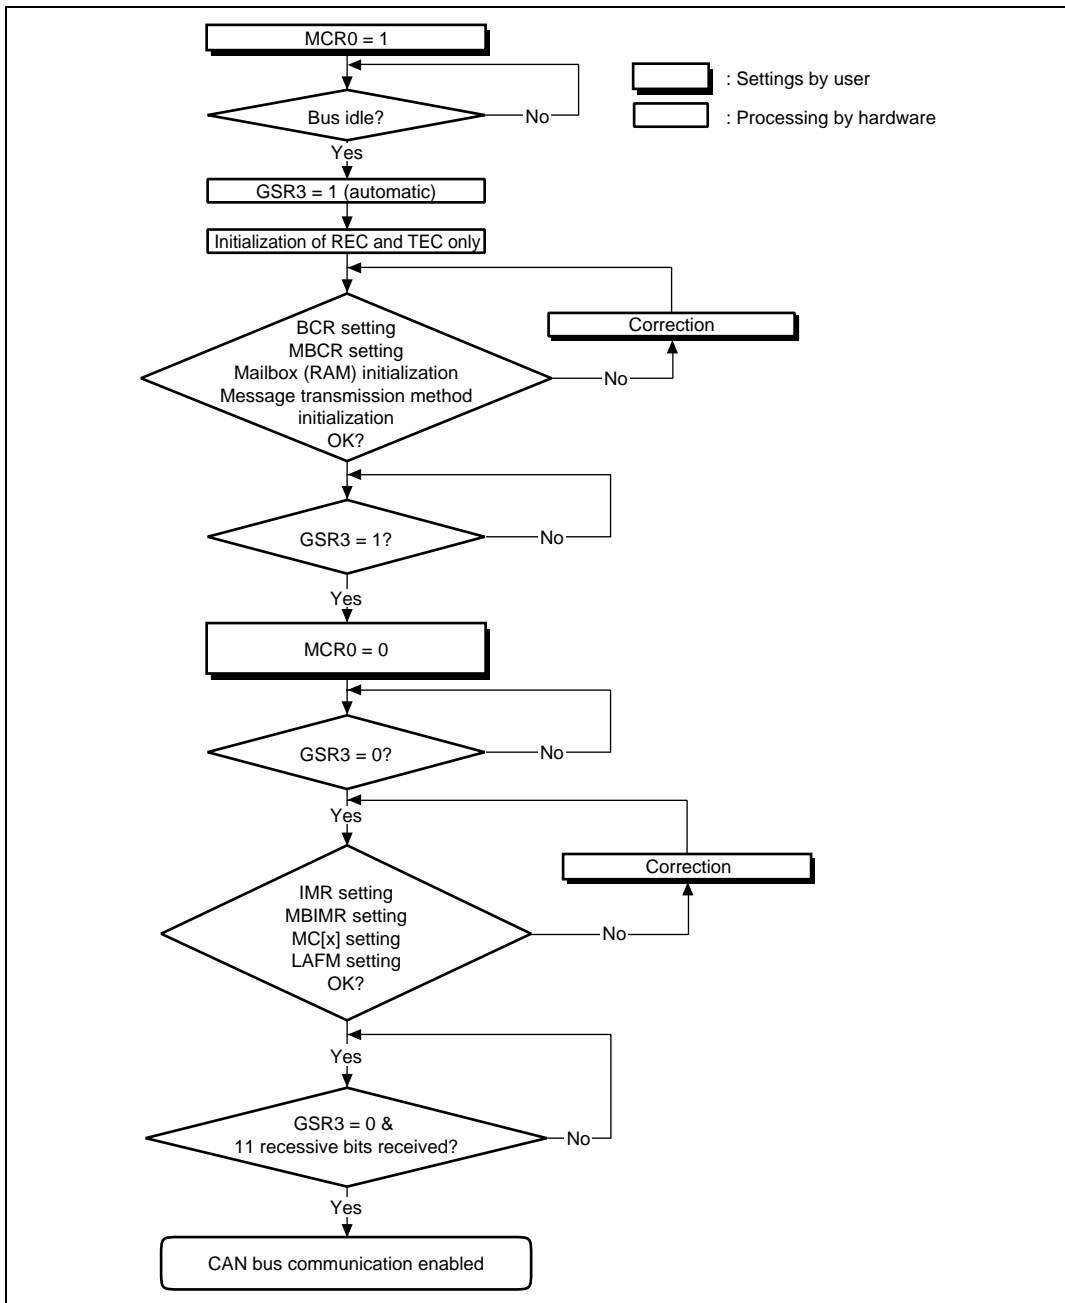 MCR0 = 1
: Settings by user
: Processing by hardware
Bus idle?
No
Yes
GSR3 = 1 (automatic)
Initialization of REC and TEC only
Correction
BCR setting
MBCR setting
Mailbox (RAM) initialization
Message transmission method
initialization
OK?
No
GSR3 = 1?
No
Yes
MCR0 = 0
GSR3 = 0?
No
Yes
Correction
IMR setting
MBIMR setting
MC[x] setting
LAFM setting
OK?
No
Yes
GSR3 = 0 &
11 recessive bits received?
No
Yes
CAN bus communication enabled